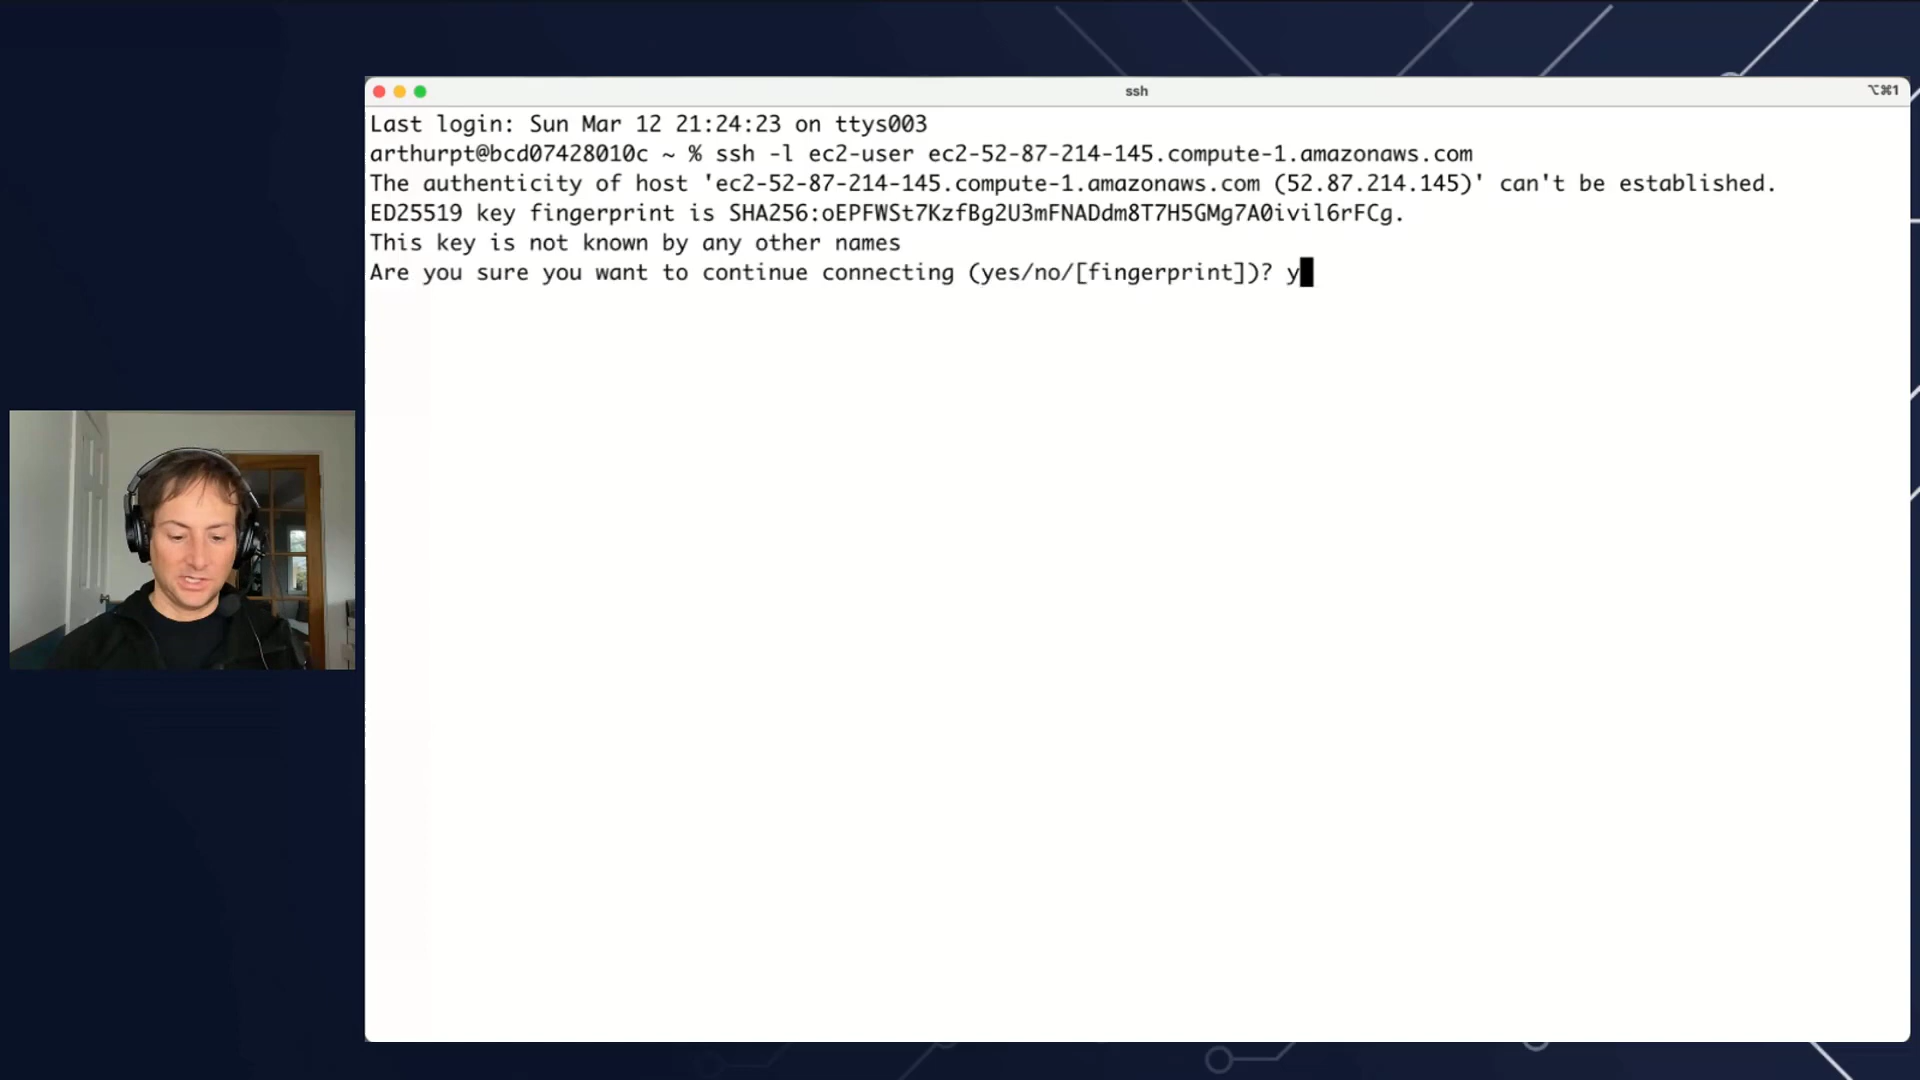 ssh
⌥⌘1
Last login: Sun Mar 12 21:24:23 on ttys003
arthurpt@bcd07428010c ~ % ssh -l ec2-user ec2-52-87-214-145.compute-1.amazonaws.com
The authenticity of host 'ec2-52-87-214-145.compute-1.amazonaws.com (52.87.214.145)' can't be established.
ED25519 key fingerprint is SHA256:oEPFWSt7KzfBg2U3mFNADdm8T7H5GMg7A0ivil6rFCg.
This key is not known by any other names
Are you sure you want to continue connecting (yes/no/[fingerprint])? y